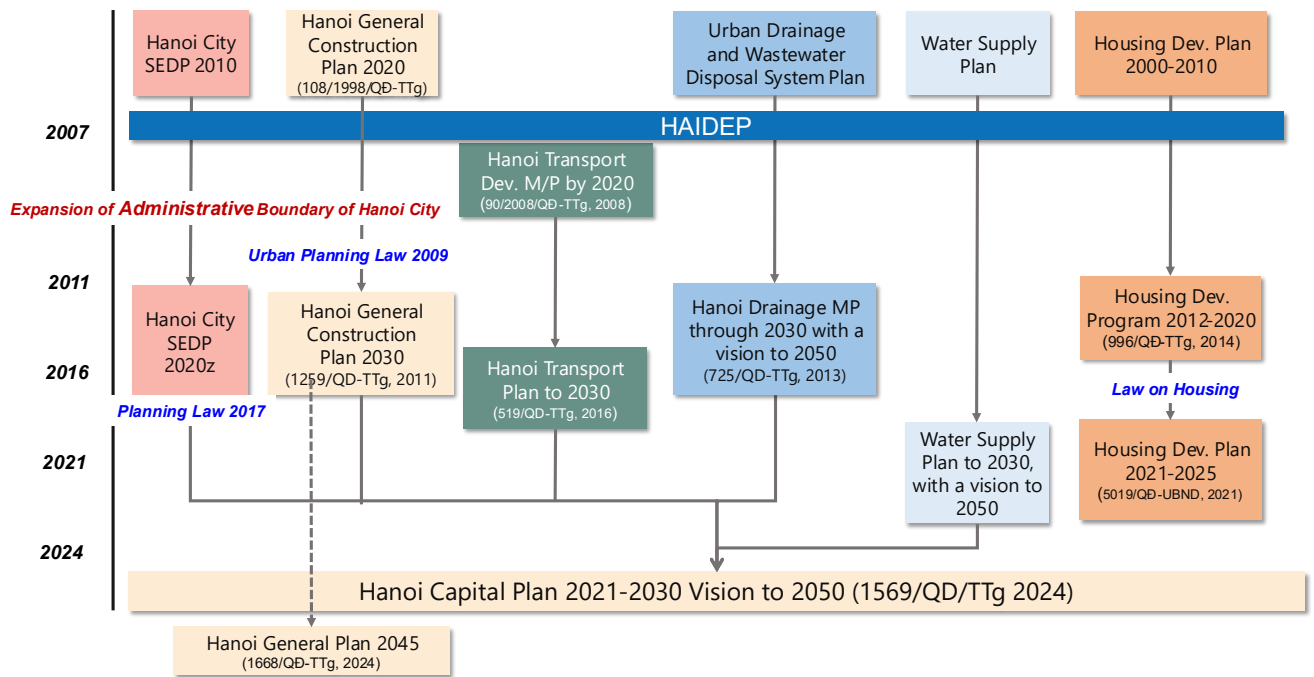 Hanoi City
SEDP 2010
Hanoi General
Construction
Plan 2020
(108/1998/QĐ-TTg)
Urban Drainage
and Wastewater
Disposal System Plan
Water Supply
Plan
Housing Dev. Plan
2000-2010
2007
HAIDEP
Hanoi Transport
Dev. M/P by 2020
(90/2008/QĐ-TTg, 2008)
Expansion of Administrative Boundary of Hanoi City
Urban Planning Law 2009
2011
Hanoi City
SEDP
2020z
Hanoi General
Construction
Plan 2030
(1259/QD-TTg, 2011)
Hanoi Drainage MP
through 2030 with a
vision to 2050
(725/QD-TTg, 2013)
Housing Dev.
Program 2012-2020
(996/QĐ-TTg, 2014)
2016
Hanoi Transport
Plan to 2030
(519/QD-TTg, 2016)
Law on Housing
Planning Law 2017
2021
Water Supply
Plan to 2030,
with a vision to
2050
Housing Dev. Plan
2021-2025
(5019/QĐ-UBND, 2021)
2024
Hanoi Capital Plan 2021-2030 Vision to 2050 (1569/QD/TTg 2024)
Hanoi General Plan 2045
(1668/QĐ-TTg, 2024)